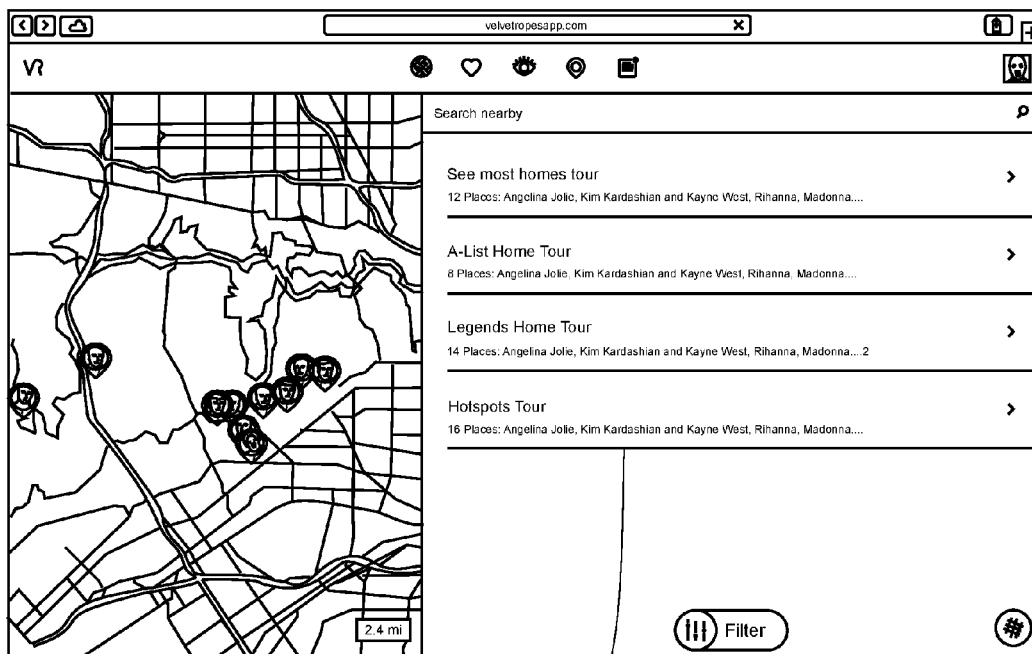 velvetropesapp.com
VR
Search nearby
See most homes tour
12 Places: Angelina Jolie, Kim Kardashian and Kayne West, Rihanna, Madonna....
A-List Home Tour
8 Places: Angelina Jolie, Kim Kardashian and Kayne West, Rihanna, Madonna....
Legends Home Tour
14 Places: Angelina Jolie, Kim Kardashian and Kayne West, Rihanna, Madonna....2
Hotspots Tour
16 Places: Angelina Jolie, Kim Kardashian and Kayne West, Rihanna, Madonna....
2.4 mi
Filter